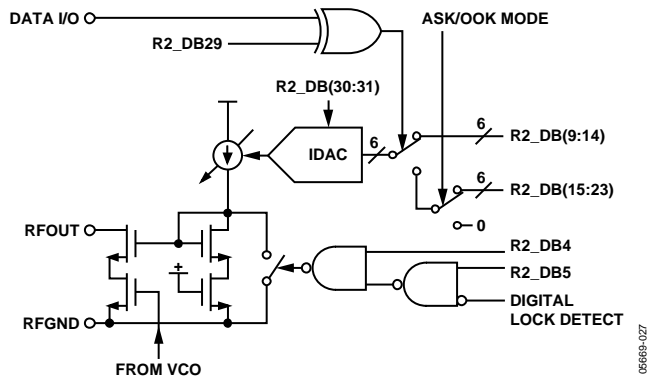 DATA I/O
ASK/OOK MODE
R2_DB29
R2_DB(30:31)
6
IDAC
6
R2_DB(9:14)
6
R2_DB(15:23)
RFOUT
0
+
R2_DB4
R2_DB5
DIGITAL
LOCK DETECT
RFGND
FROM VCO
05669-027